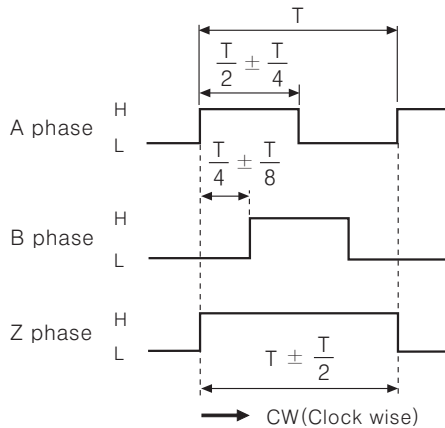 T
T/2 ± T/4
H
A phase
L
T/4 ± T/8
H
B phase
L
H
Z phase
L
T ± T/2
CW(Clock wise)